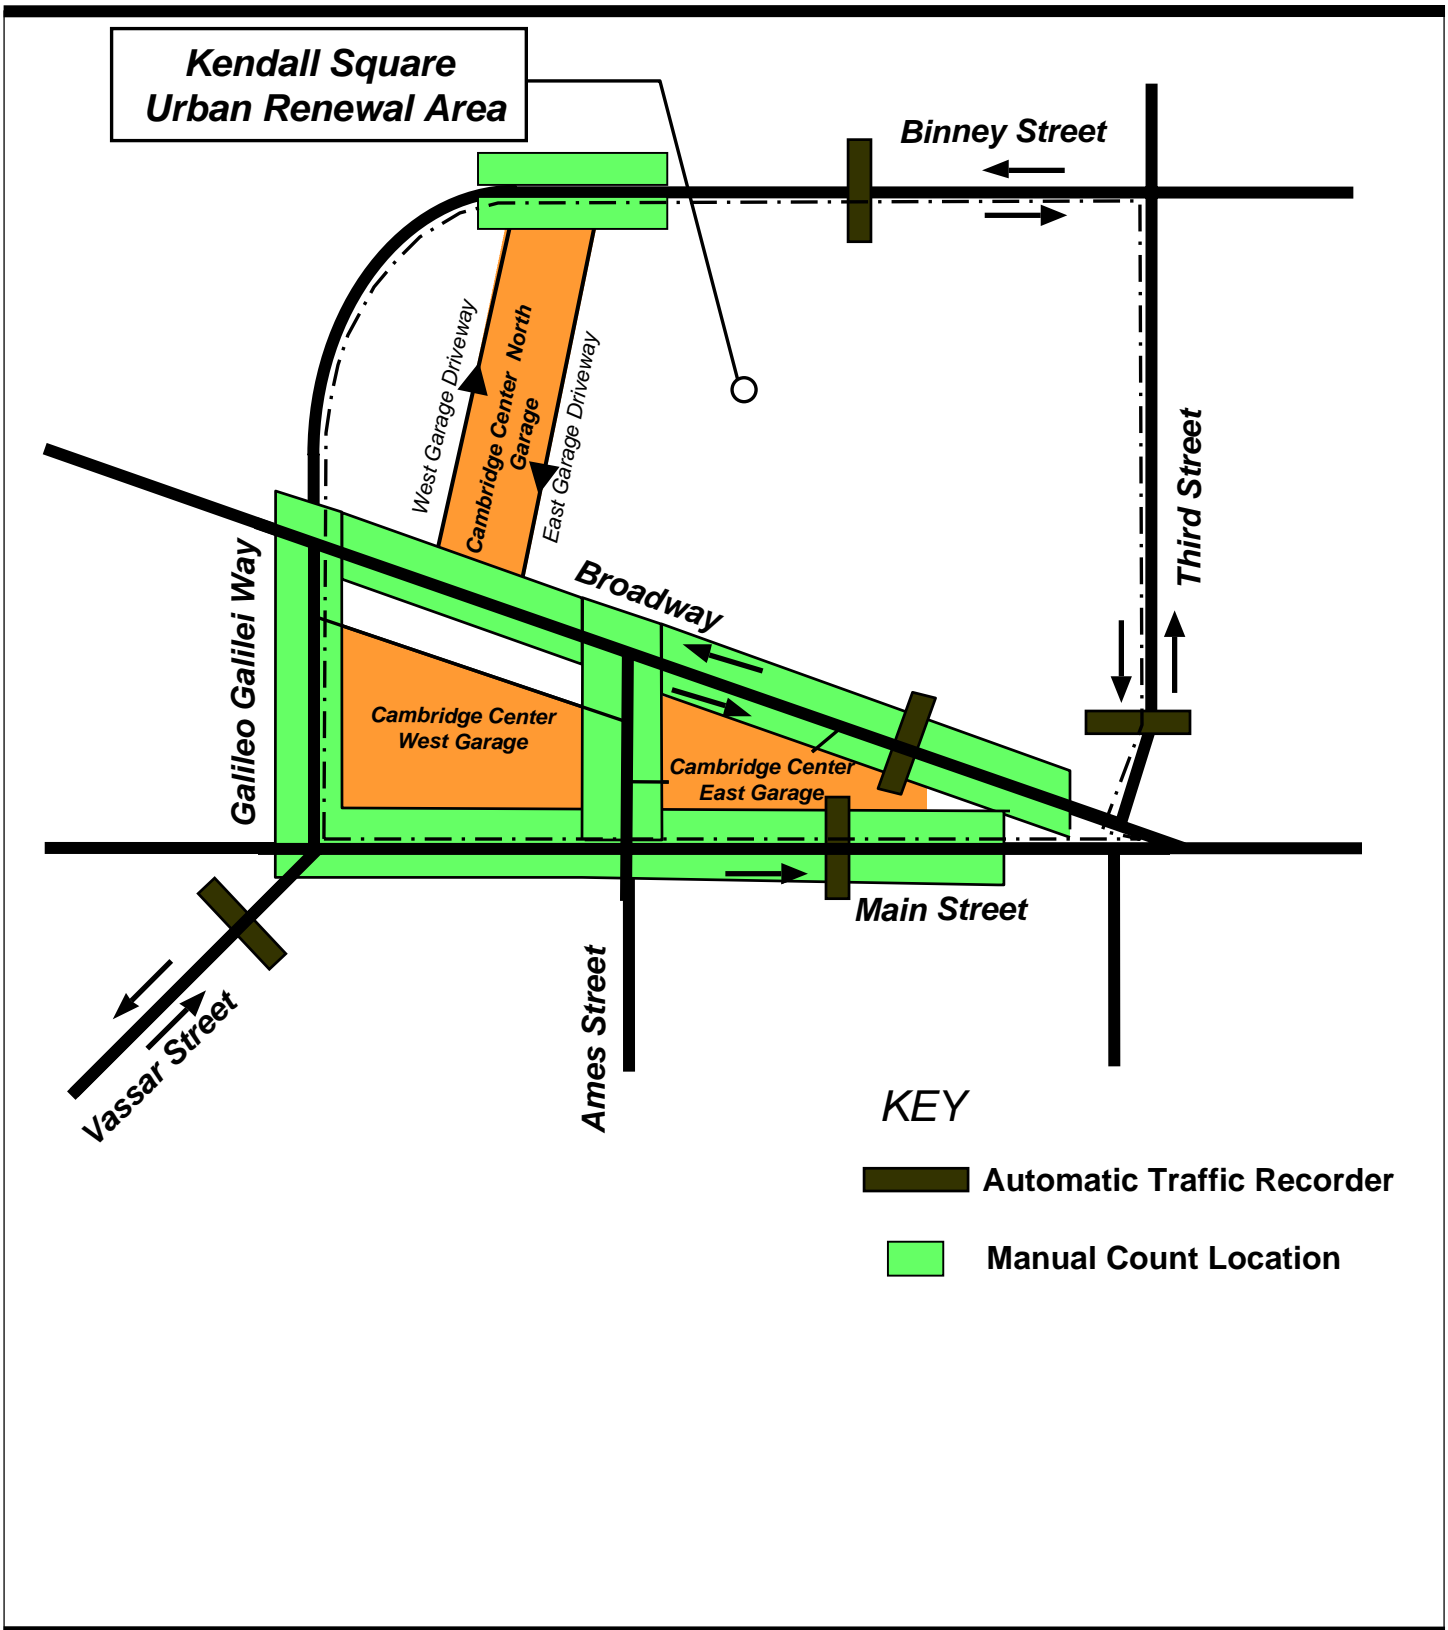 Kendall Square
Urban Renewal Area
Binney Street
West Garage Driveway
Cambridge Center North
Garage
East Garage Driveway
Third Street
Broadway
Galileo Galilei Way
Cambridge Center
West Garage
Cambridge Center
East Garage
Main Street
Vassar Street
Ames Street
KEY
Automatic Traffic Recorder
Manual Count Location